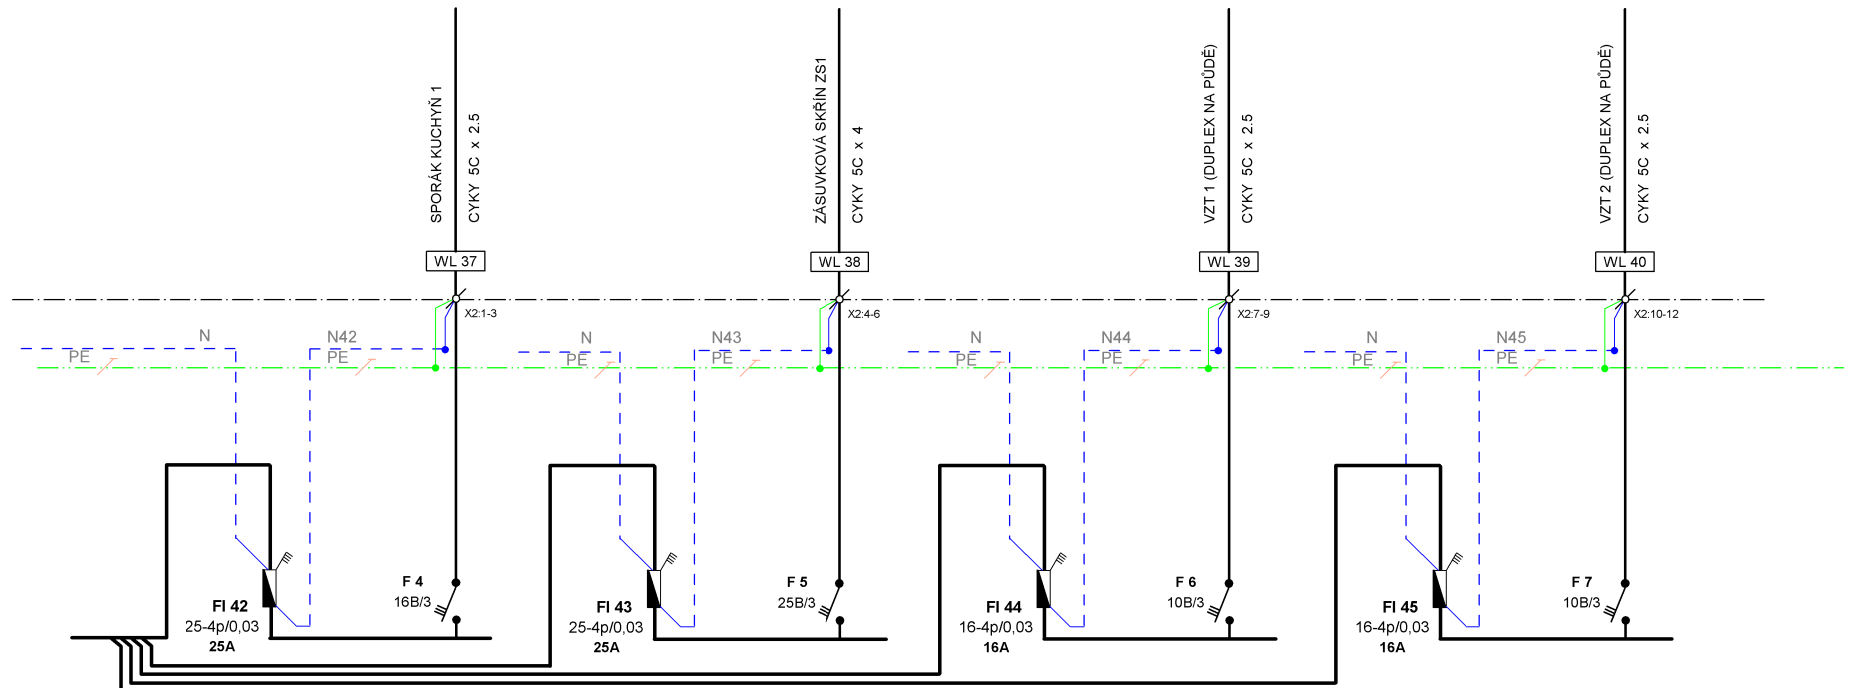 SPORÁK KUCHYŇ 1
CYKY 5C x 2.5
ZÁSUVKOVÁ SKŘÍN ZS1
CYKY 5C x 4
VZT 1 (DUPLEX NA PŮDĚ)
CYKY 5C x 2.5
VZT 2 (DUPLEX NA PŮDĚ)
CYKY 5C x 2.5
WL 37
WL 38
WL 39
WL 40
X2:1-3
X2:4-6
X2:7-9
X2:10-12
N
N42
N
N43
N
N44
N
N45
PE
PE
PE
PE
PE
PE
PE
PE
F 4
16B/3
F 5
25B/3
F 6
10B/3
F 7
10B/3
FI 42
25-4p/0,03
25A
FI 43
25-4p/0,03
25A
FI 44
16-4p/0,03
16A
FI 45
16-4p/0,03
16A